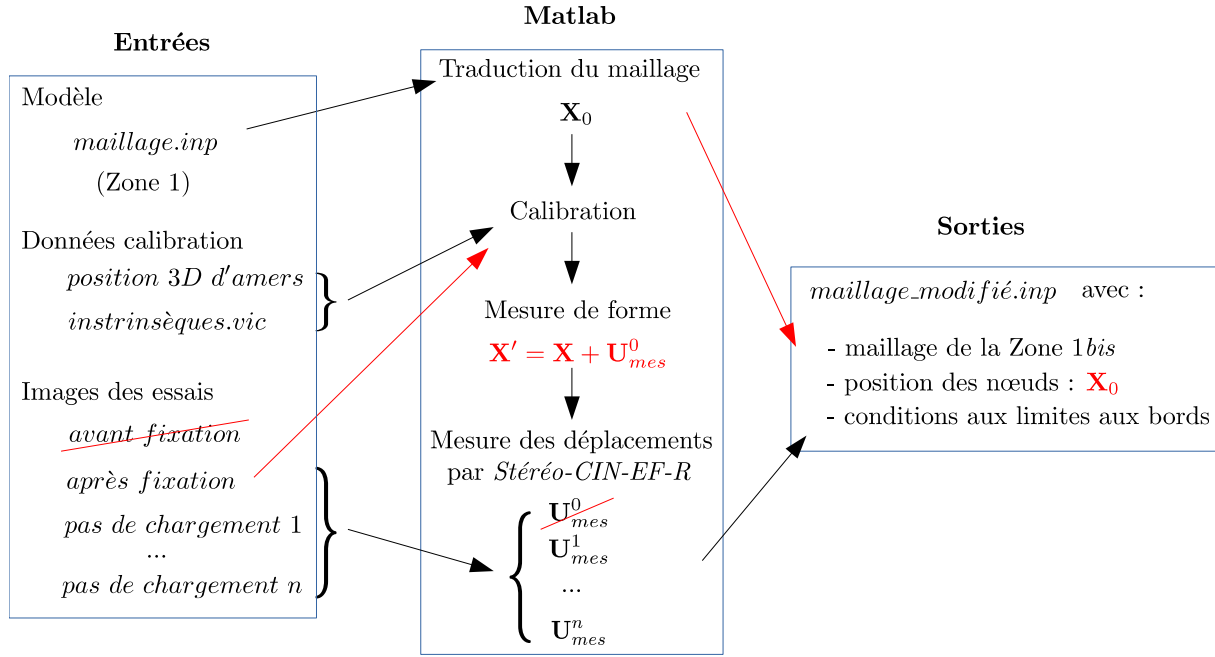 Entrées
Modèle
maillage.inp
(Zone 1)
Données calibration
position 3D d'amers
instrinsèques.vic
Images des essais
avant fixation
après fixation
pas de chargement 1
...
pas de chargement n
Matlab
Traduction du maillage
X₀
Calibration
Mesure de forme
X' = X + U⁰ₘₑₛ
Mesure des déplacements
par Stéréo-CIN-EF-R
U⁰ₘₑₛ
U¹ₘₑₛ
...
Uⁿₘₑₛ
Sorties
maillage_modifié.inp avec :
- maillage de la Zone 1bis
- position des nœuds : X₀
- conditions aux limites aux bords